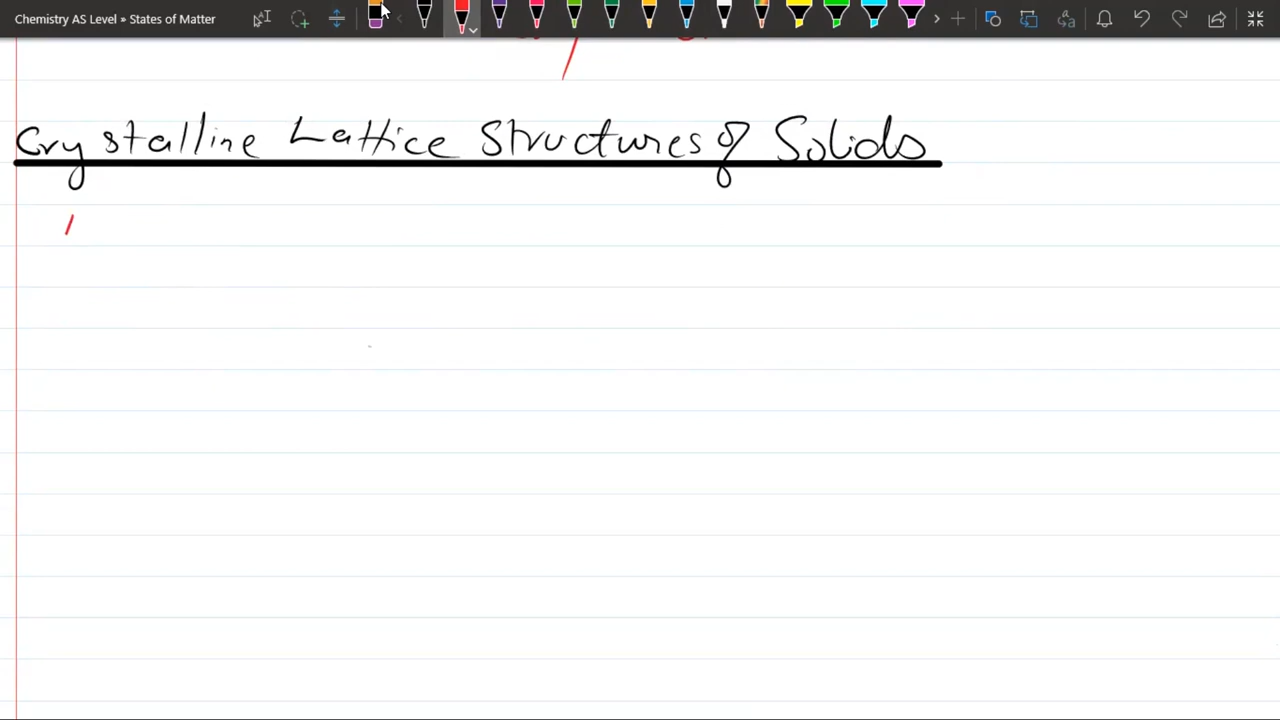 Chemistry AS Level » States of Matter
Crystalline Lattice Structures of Solids